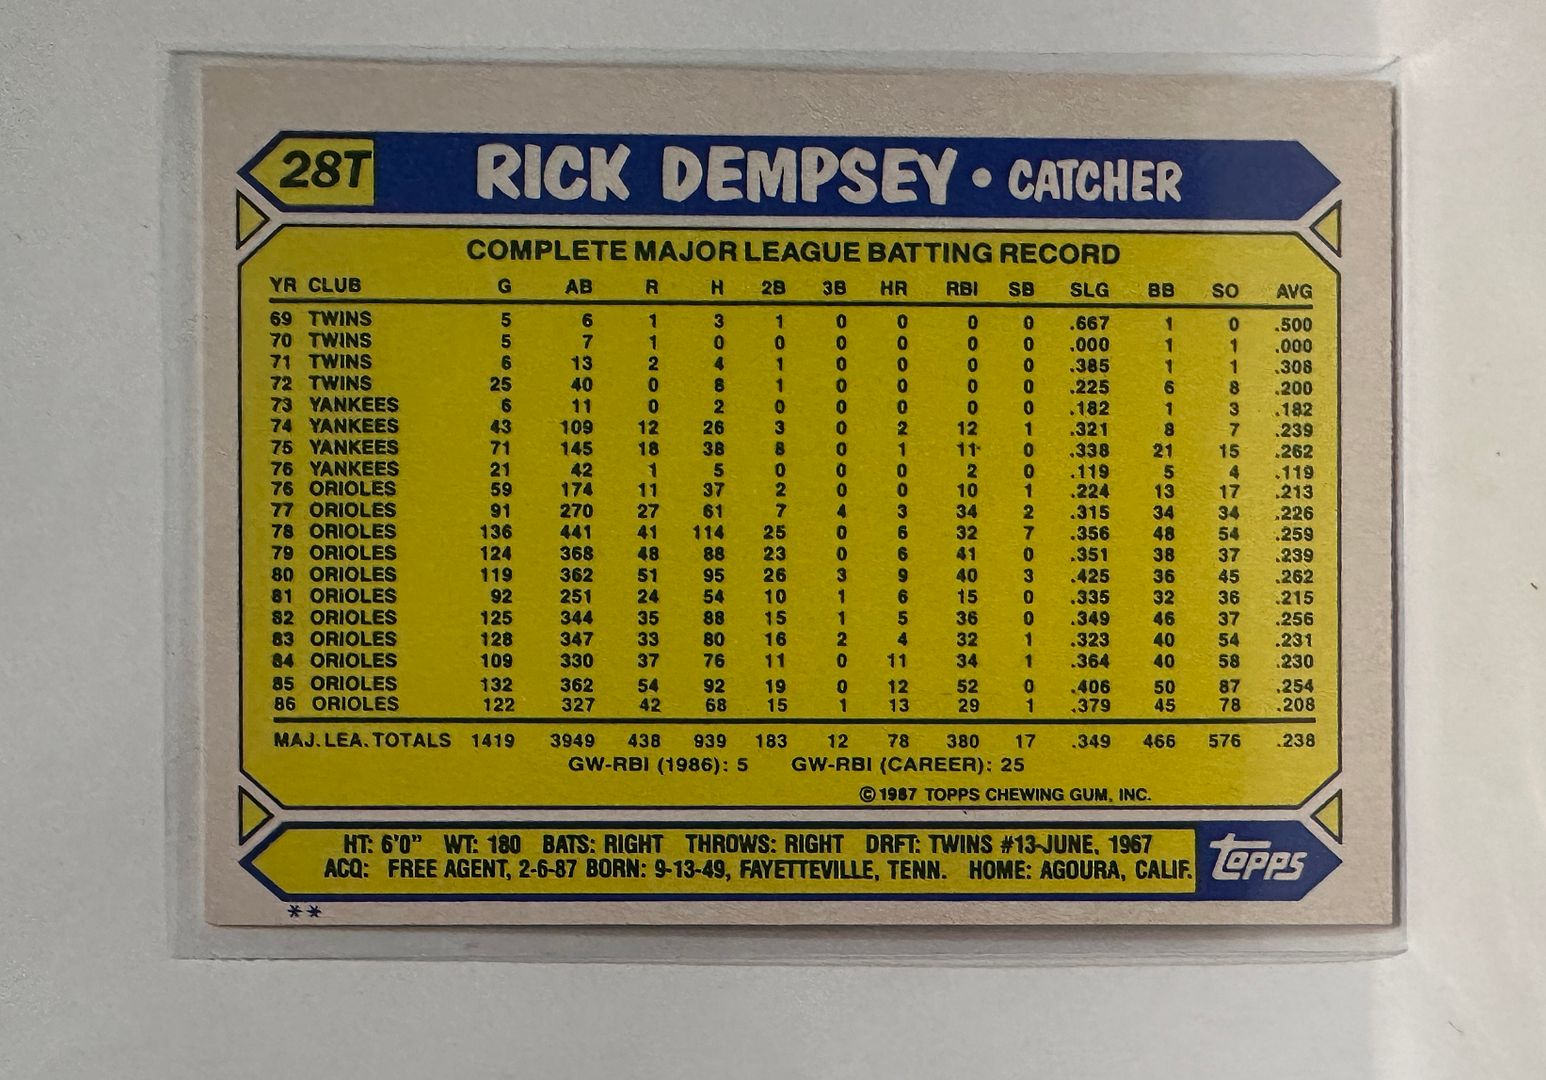 28T RICK DEMPSEY • CATCHER
COMPLETE MAJOR LEAGUE BATTING RECORD
YR CLUB G AB R H 2B 3B HR RBI SB SLG BB SO AVG
69 TWINS 5 6 1 3 1 0 0 0 0 .667 1 0 .500
70 TWINS 5 7 1 0 0 0 0 0 0 .000 1 1 .000
71 TWINS 6 13 2 4 1 0 0 0 0 .385 1 1 .308
72 TWINS 25 40 0 8 1 0 0 0 0 .225 6 8 .200
73 YANKEES 6 11 0 2 0 0 0 0 0 .182 1 3 .182
74 YANKEES 43 109 12 26 3 0 2 12 1 .321 8 7 .239
75 YANKEES 71 145 18 38 8 0 1 11 0 .338 21 15 .262
76 YANKEES 21 42 1 5 0 0 0 2 0 .119 5 4 .119
76 ORIOLES 59 174 11 37 2 0 0 10 1 .224 13 17 .213
77 ORIOLES 91 270 27 61 7 4 3 34 2 .315 34 34 .226
78 ORIOLES 136 441 41 114 25 0 6 32 7 .356 48 54 .259
79 ORIOLES 124 368 48 88 23 0 6 41 0 .351 38 37 .239
80 ORIOLES 119 362 51 95 26 3 9 40 3 .425 36 45 .262
81 ORIOLES 92 251 24 54 10 1 6 15 0 .335 32 36 .215
82 ORIOLES 125 344 35 88 15 1 5 36 0 .349 46 37 .256
83 ORIOLES 128 347 33 80 16 2 4 32 1 .323 40 54 .231
84 ORIOLES 109 330 37 76 11 0 11 34 1 .364 40 58 .230
85 ORIOLES 132 362 54 92 19 0 12 52 0 .406 50 87 .254
86 ORIOLES 122 327 42 68 15 1 13 29 1 .379 45 78 .208
MAJ. LEA. TOTALS 1419 3949 438 939 183 12 78 380 17 .349 466 576 .238
GW-RBI (1986): 5 GW-RBI (CAREER): 25
© 1987 TOPPS CHEWING GUM, INC.
HT: 6'0" WT: 180 BATS: RIGHT THROWS: RIGHT DRFT: TWINS #13-JUNE, 1967
ACQ: FREE AGENT, 2-6-87 BORN: 9-13-49, FAYETTEVILLE, TENN. HOME: AGOURA, CALIF.
topps
**